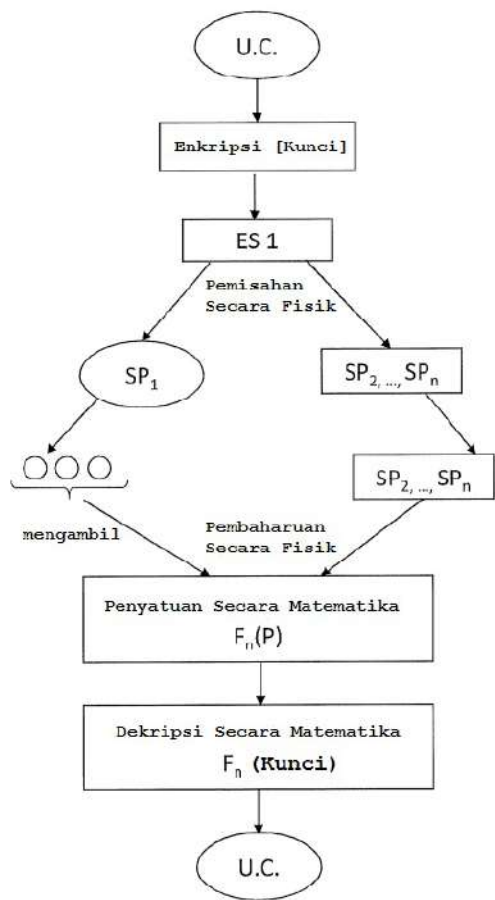 U.C.
Enkripsi [Kunci]
ES 1
Pemisahan
Secara Fisik
SP₁
SP₂, ..., SPₙ
SP₂, ..., SPₙ
mengambil
Pembaharuan
Secara Fisik
Penyatuan Secara Matematika
Fₙ(P)
Dekripsi Secara Matematika
Fₙ (Kunci)
U.C.